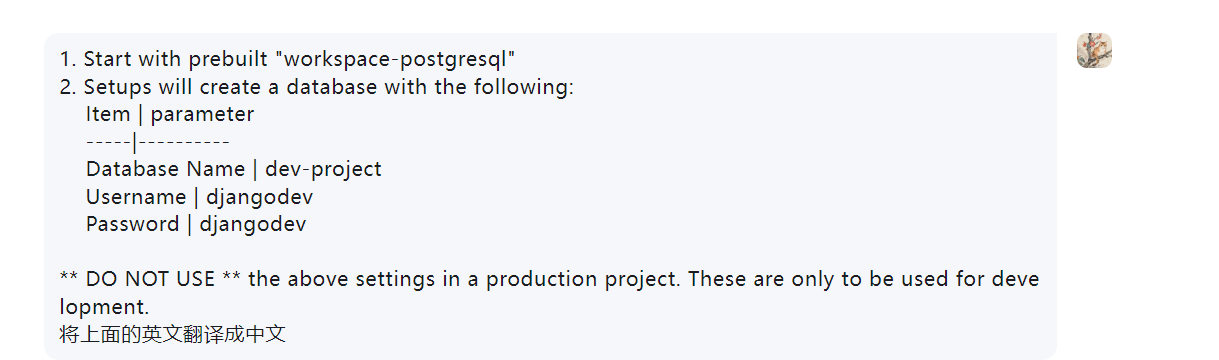 1. Start with prebuilt "workspace-postgresql"
2. Setups will create a database with the following:
Item | parameter
-----|----------
Database Name | dev-project
Username | djangodev
Password | djangodev
** DO NOT USE ** the above settings in a production project. These are only to be used for deve
lopment.
将上面的英文翻译成中文